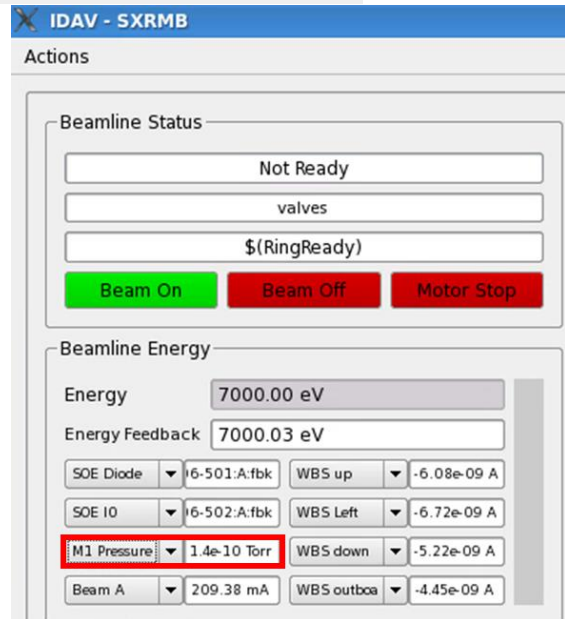 IDAV - SXRMB
Actions
Beamline Status
Not Ready
valves
$(RingReady)
Beam On Beam Off Motor Stop
Beamline Energy
Energy 7000.00 eV
Energy Feedback 7000.03 eV
SOE Diode 6-501:A:fbk WBS up -6.08e-09 A
SOE I0 6-502:A:fbk WBS Left -6.72e-09 A
M1 Pressure 1.4e-10 Torr WBS down -5.22e-09 A
Beam A 209.38 mA WBS outboa -4.45e-09 A